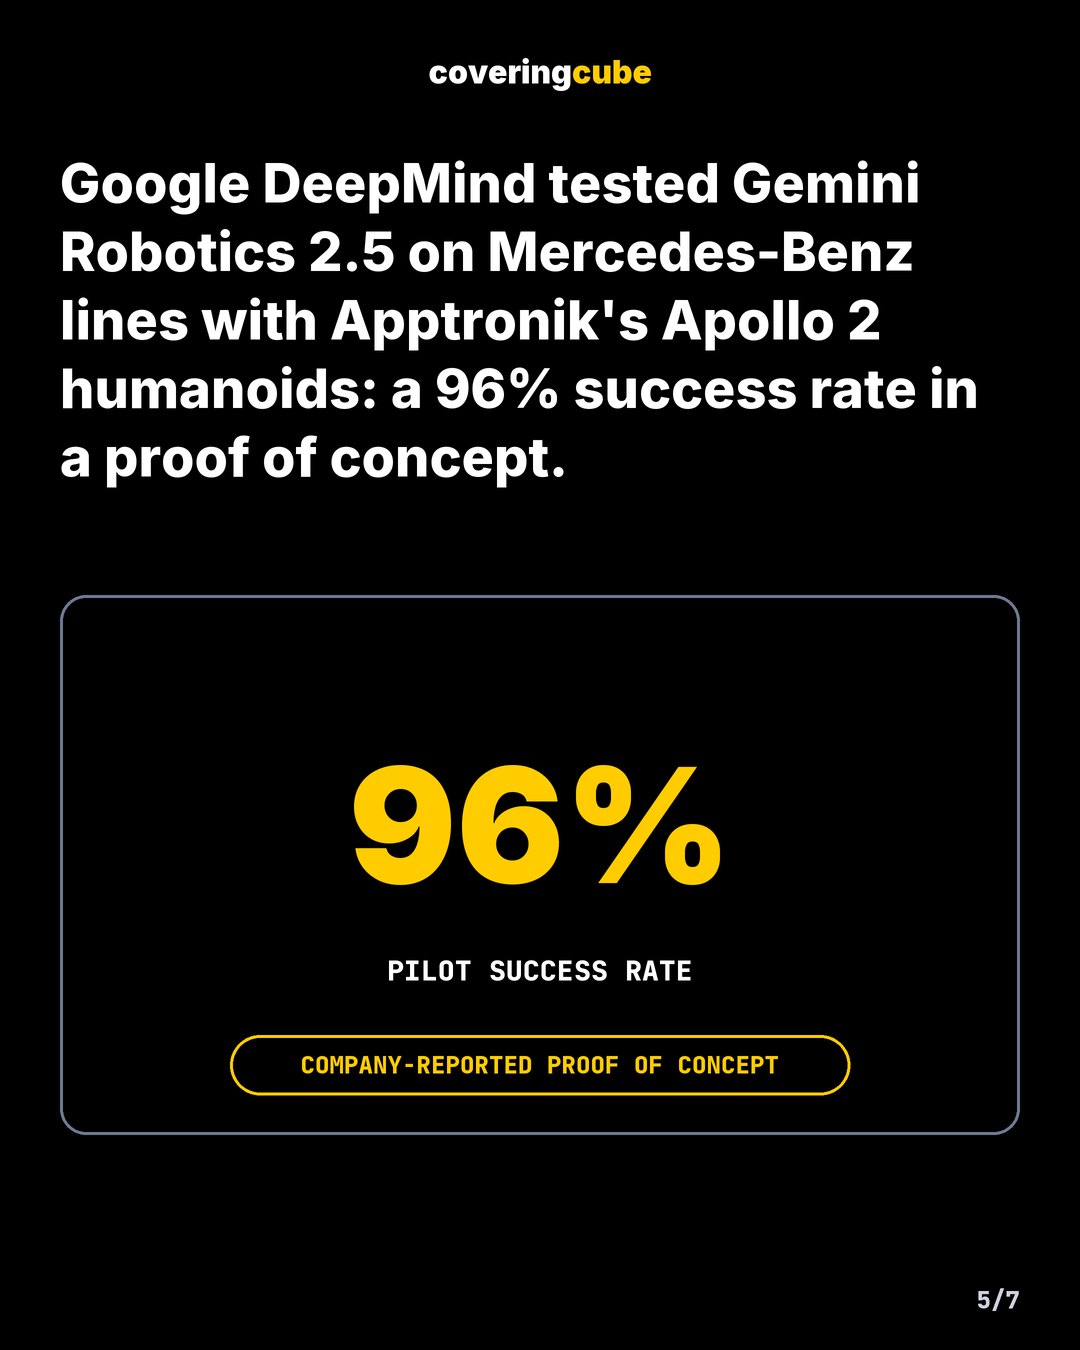 coveringcube
Google DeepMind tested Gemini
Robotics 2.5 on Mercedes-Benz
lines with Apptronik's Apollo 2
humanoids: a 96% success rate in
a proof of concept.
96%
PILOT SUCCESS RATE
COMPANY-REPORTED PROOF OF CONCEPT
5/7